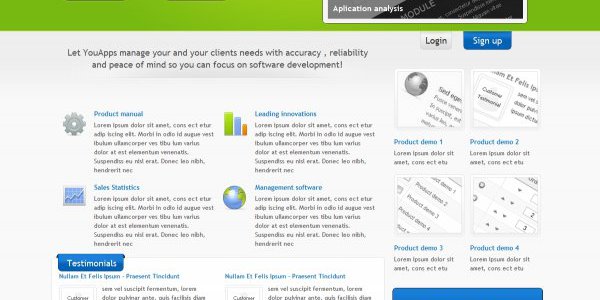 Aplication analysis
MODULE
Login
Sign up
Let YouApps manage your and your clients needs with accuracy , reliability
and peace of mind so you can focus on software development!
Product manual
Lorem ipsum dolor sit amet, cons ect etur
adip iscing elit. Morbi in odio id augue vest
ibulum ullamcorper ves tibu lum varius
dolor at est elementum venenatis.
Suspendiss eu nisl erat. Donec leo nibh,
hendrerit nec
Leading innovations
Lorem ipsum dolor sit amet, cons ect etur
adip iscing elit. Morbi in odio id augue vest
ibulum ullamcorper ves tibu lum varius
dolor at est elementum venenatis.
Suspendiss eu nisl erat. Donec leo nibh,
hendrerit nec
Sales Statistics
Lorem ipsum dolor sit amet, cons ect etur
adip iscing elit. Morbi in odio id augue vest
ibulum ullamcorper ves tibu lum varius
dolor at est elementum venenatis.
Suspendiss eu nisl erat. Donec leo nibh,
hendrerit nec
Management software
Lorem ipsum dolor sit amet, cons ect etur
adip iscing elit. Morbi in odio id augue vest
ibulum ullamcorper ves tibu lum varius
dolor at est elementum venenatis.
Suspendiss eu nisl erat. Donec leo nibh,
hendrerit nec
Sed eges
Nullam Et Felis Ips
Customer
Testimonial
Product demo 1
Lorem ipsum dolor sit
amet, cons ect etu
Product demo 2
Lorem ipsum dolor sit
amet, cons ect etu
Product demo 3
Lorem ipsum dolor sit
amet, cons ect etu
Product demo 4
Lorem ipsum dolor sit
amet, cons ect etu
Testimonials
Nullam Et Felis Ipsum - Praesent Tincidunt
sem vel suscipit fermentum, dolor
lorem pulvinar ante, quis facilisis diam
Customer
Nullam Et Felis Ipsum - Praesent Tincidunt
sem vel suscipit fermentum, dolor
lorem pulvinar ante, quis facilisis diam
Customer